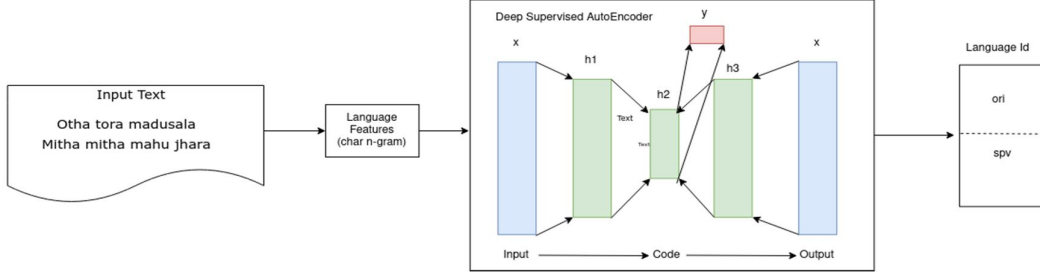 Input Text
Otha tora madusala
Mitha mitha mahu jhara
Language
Features
(char n-gram)
Deep Supervised AutoEncoder
y
x
h1
h2
h3
x
Text
Text
Input
Code
Output
Language Id
ori
spv